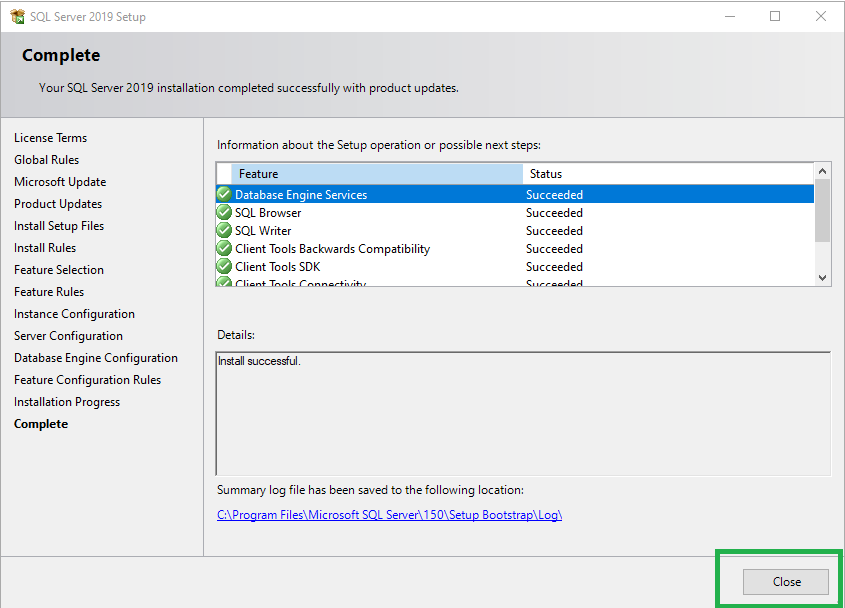 SQL Server 2019 Setup
Complete
Your SQL Server 2019 installation completed successfully with product updates.
License Terms
Global Rules
Microsoft Update
Product Updates
Install Setup Files
Install Rules
Feature Selection
Feature Rules
Instance Configuration
Server Configuration
Database Engine Configuration
Feature Configuration Rules
Installation Progress
Complete
Information about the Setup operation or possible next steps:
Feature Status
Database Engine Services Succeeded
SQL Browser Succeeded
SQL Writer Succeeded
Client Tools Backwards Compatibility Succeeded
Client Tools SDK Succeeded
Client Tools Connectivity Succeeded
Details:
Install successful.
Summary log file has been saved to the following location:
C:\Program Files\Microsoft SQL Server\150\Setup Bootstrap\Log\
Close